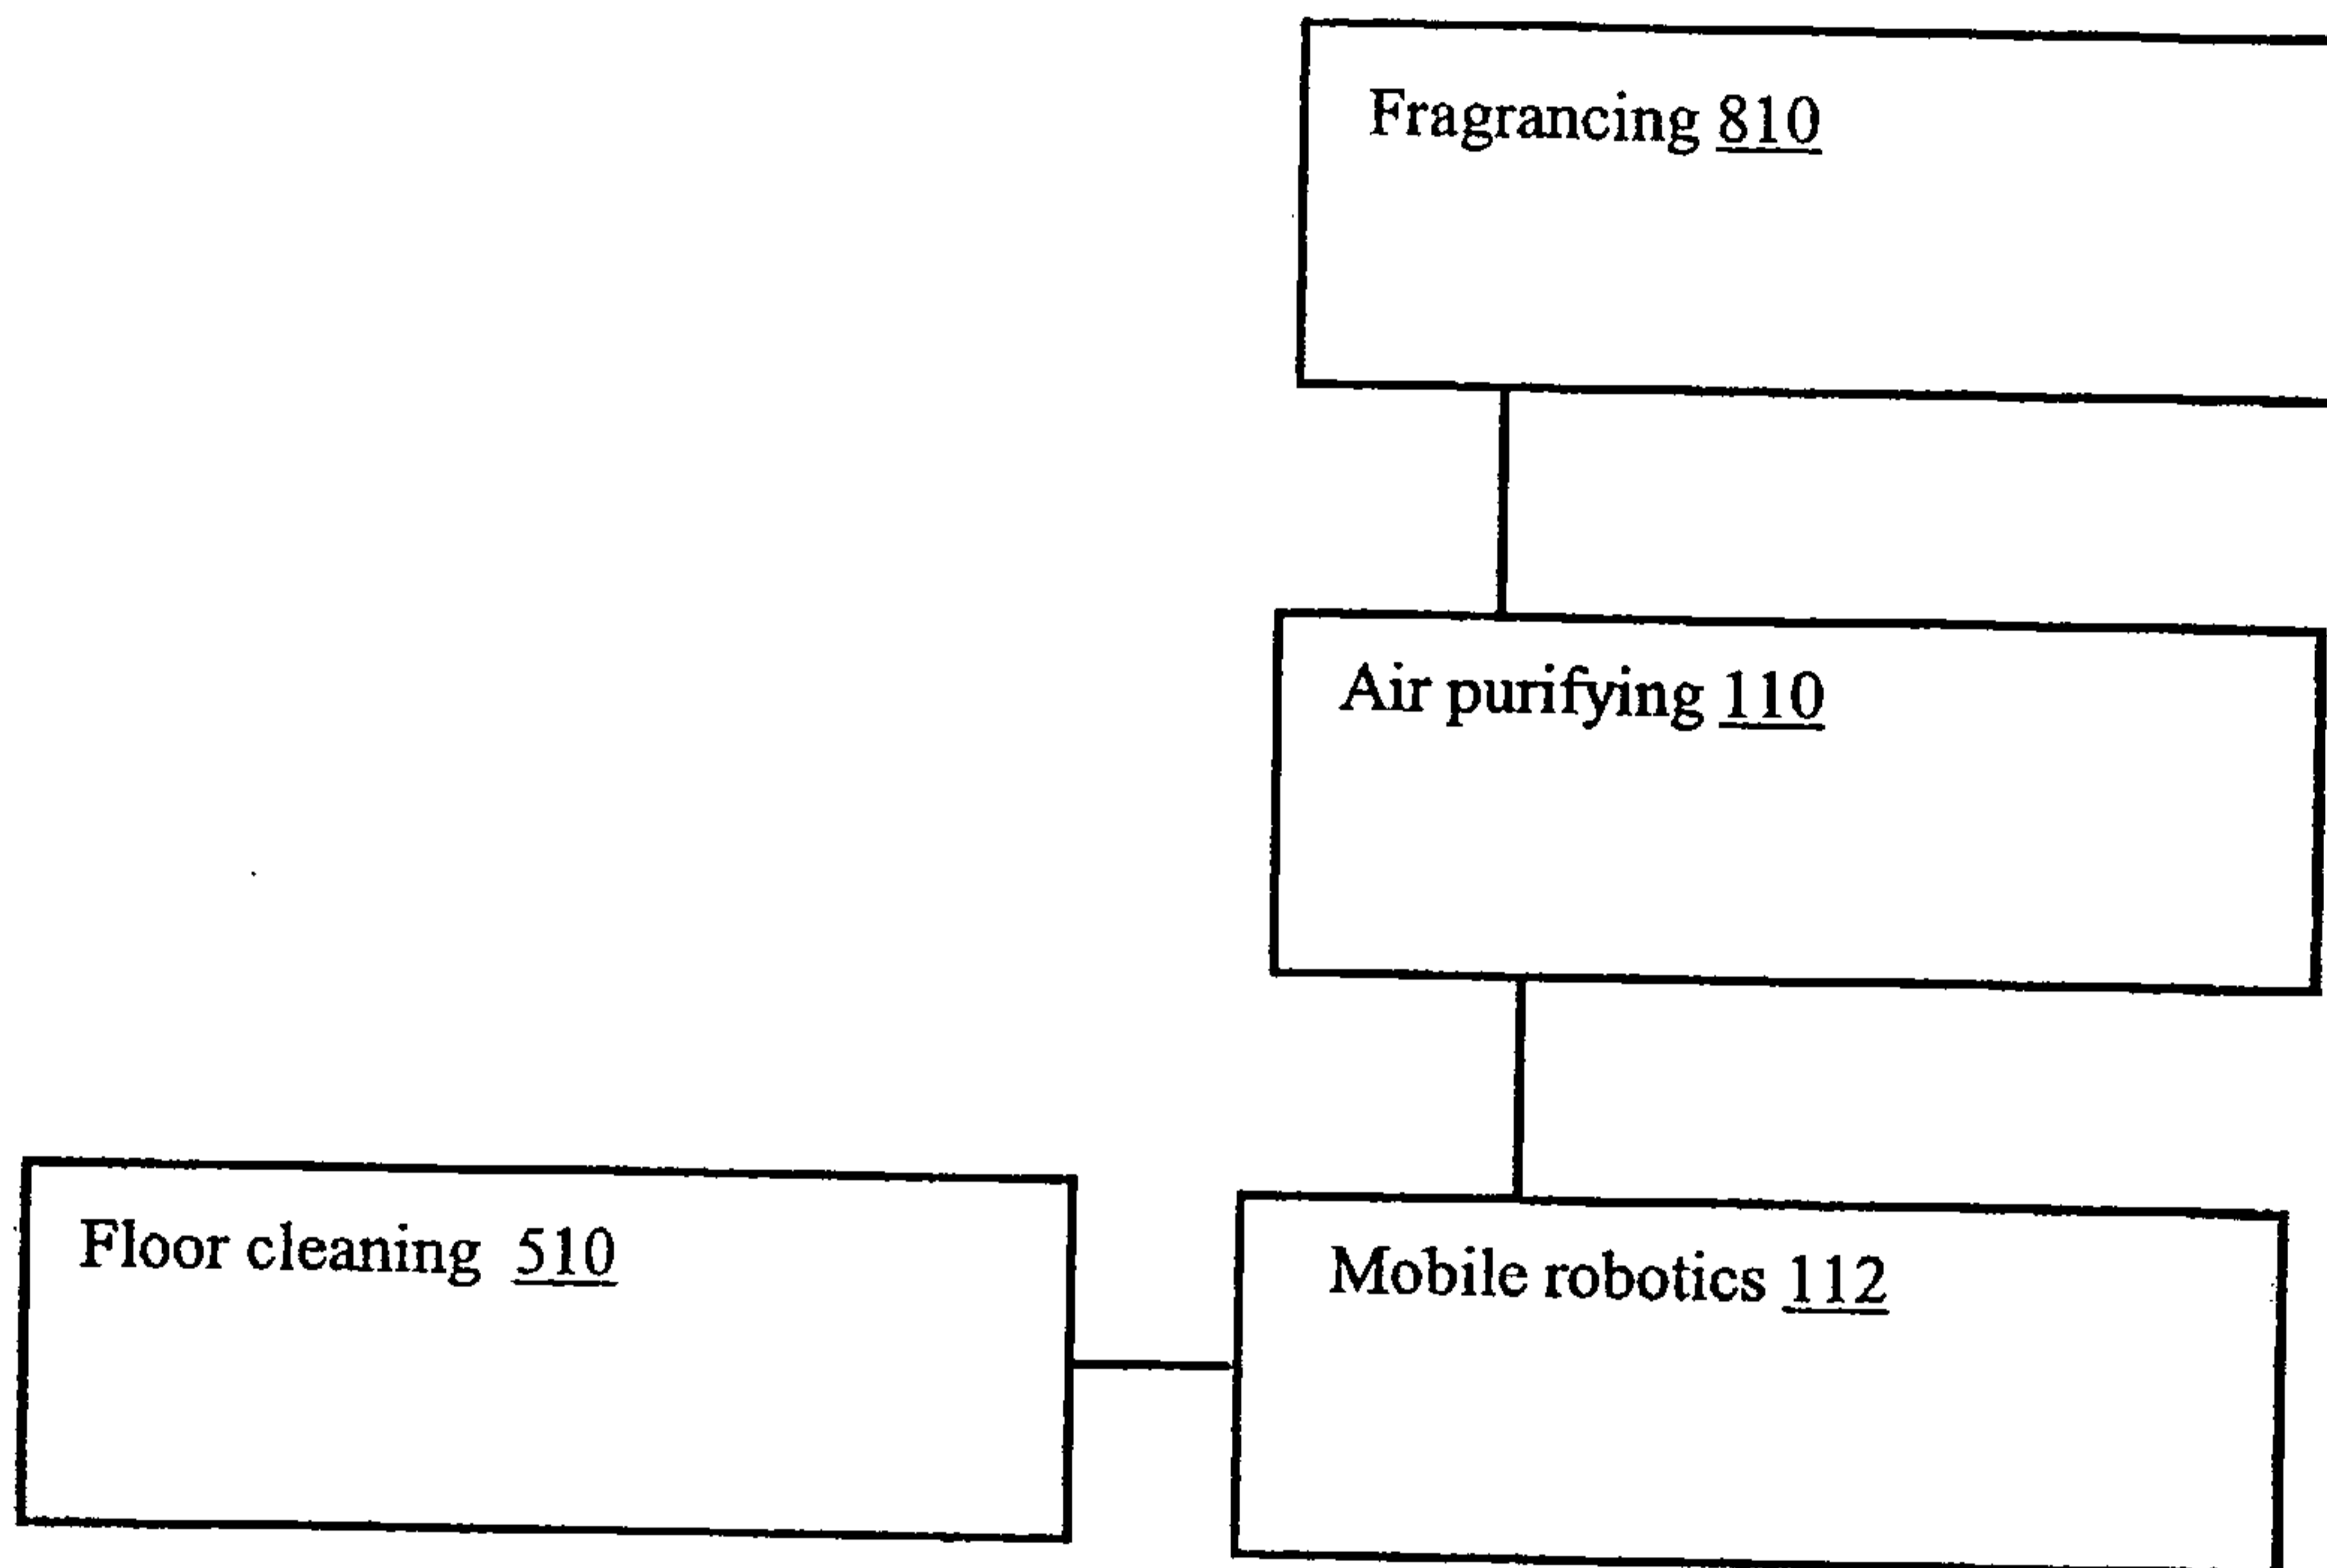 Fragrancing 810
Air purifying 110
Floor cleaning 510
Mobile robotics 112